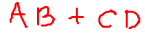 AB + CD